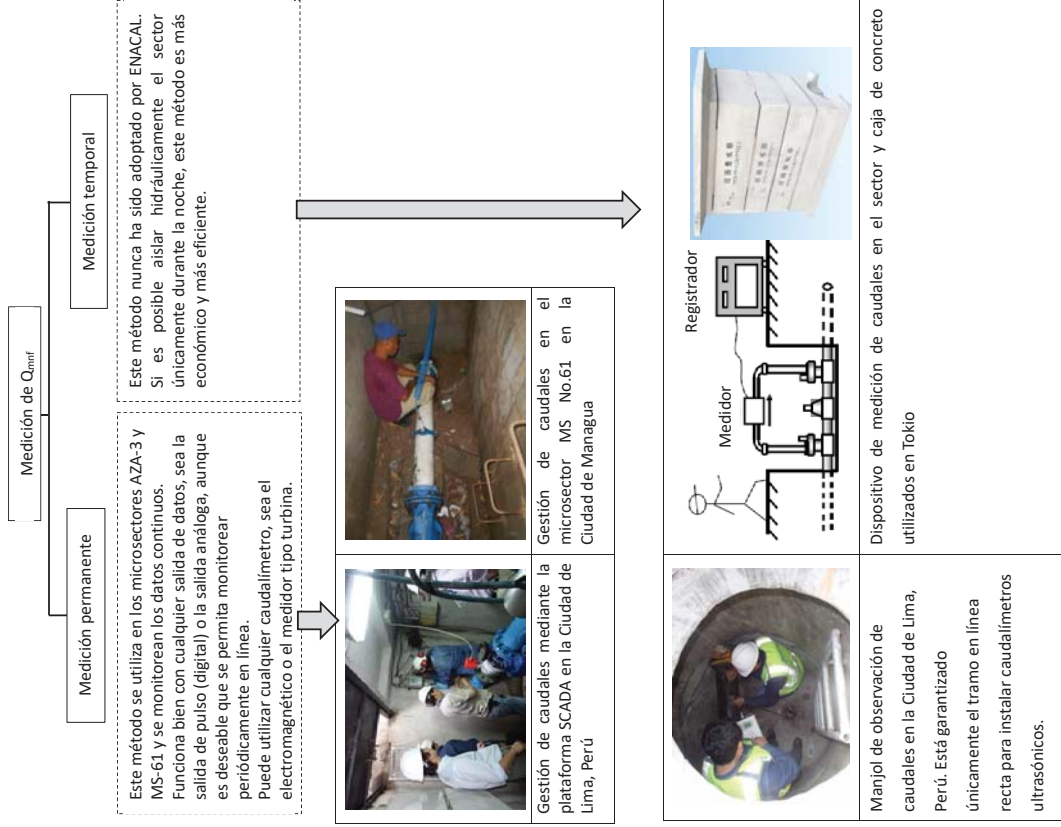 Medición de Qmnf
Medición permanente
Medición temporal
Este método se utiliza en los microsectores AZA-3 y
MS-61 y se monitorean los datos continuos.
Funciona bien con cualquier salida de datos, sea la
salida de pulso (digital) o la salida análoga, aunque
es deseable que se permita monitorear
périódicamente en línea.
Puede utilizar cualquier caudalímetro, sea el
electromagnético o el medidor tipo turbina.
Este método nunca ha sido adoptado por ENACAL.
Si es posible aislar hidráulicamente el sector
únicamente durante la noche, este método es más
económico y más eficiente.
Gestión de caudales mediante la
plataforma SCADA en la Ciudad de
Lima, Perú
Gestión de caudales en el
microsector MS No.61 en la
Ciudad de Managua
Manjol de observación de
caudales en la Ciudad de Lima,
Perú. Está garantizado
únicamente el tramo en línea
recta para instalar caudalímetros
ultrasónicos.
Medidor
Registrador
Dispositivo de medición de caudales en el sector y caja de concreto
utilizados en Tokio